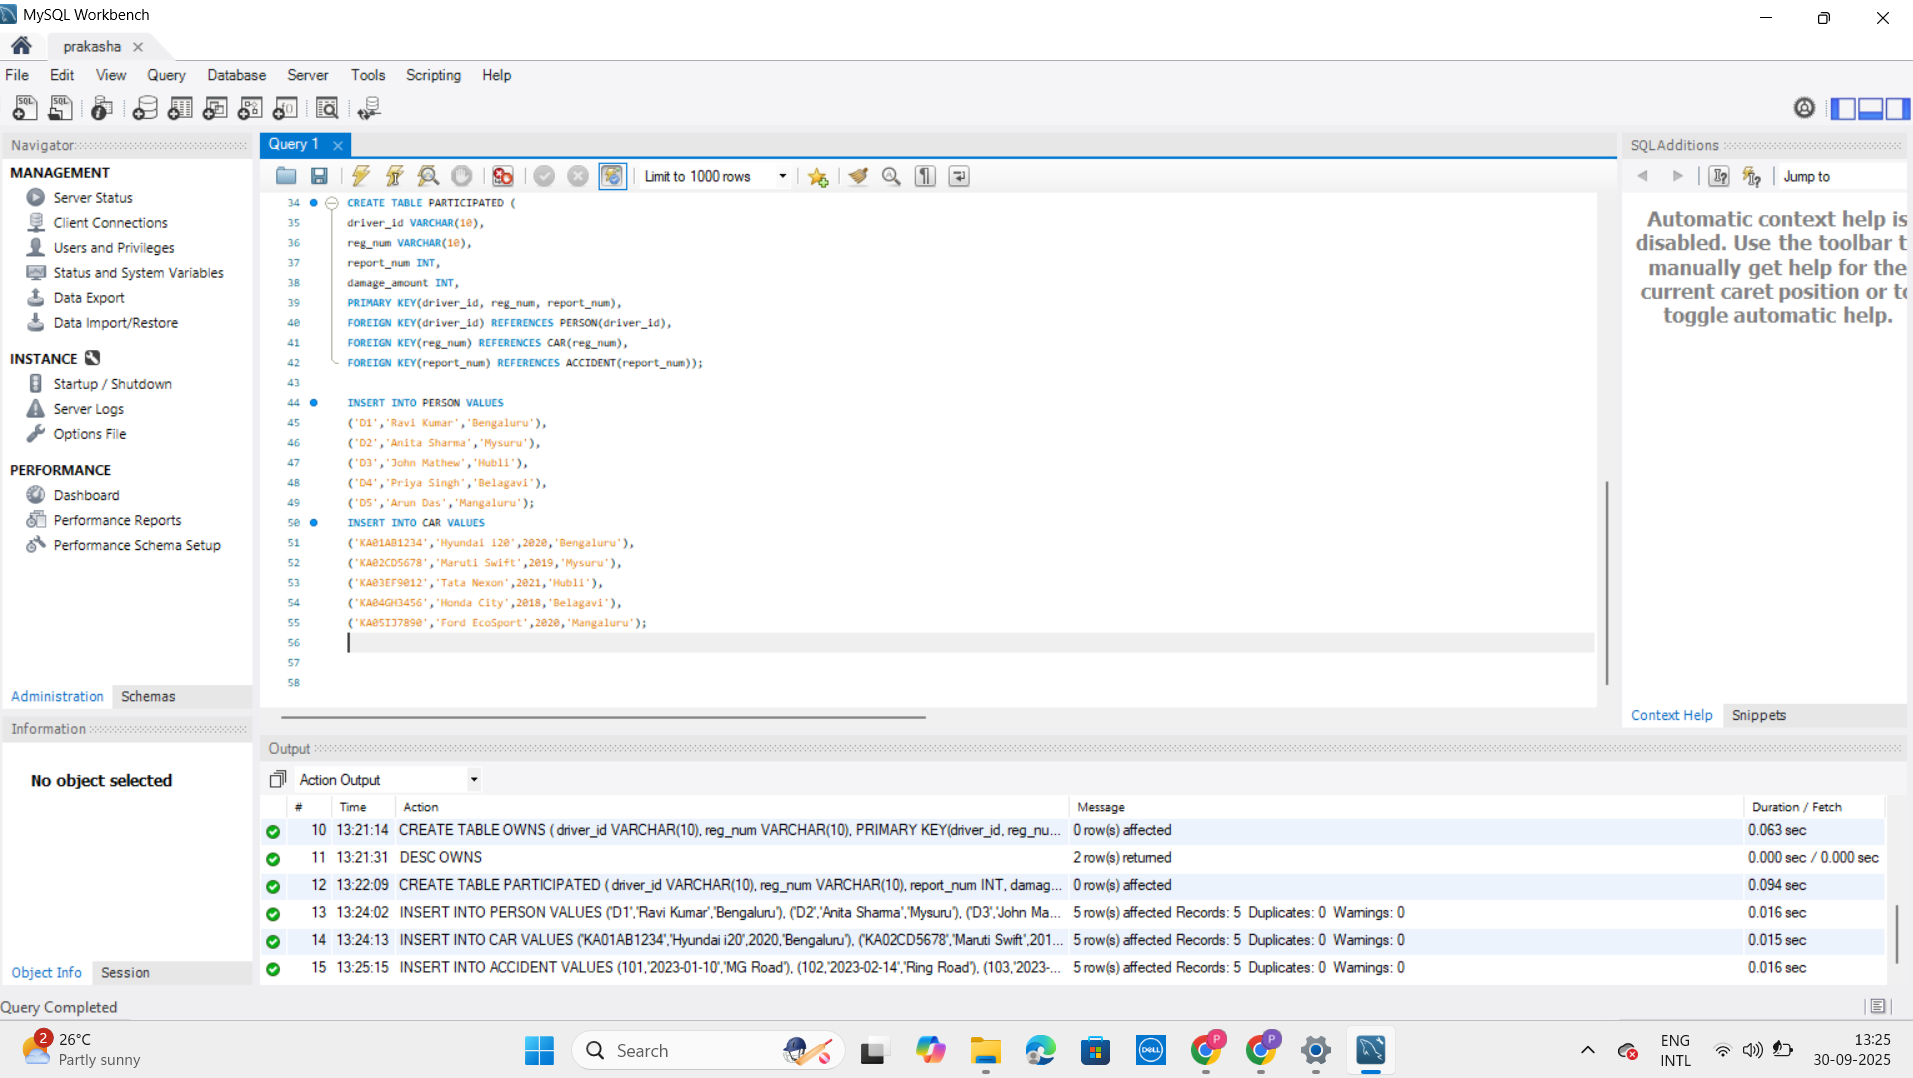 MySQL Workbench
prakasha
File Edit View Query Database Server Tools Scripting Help
Navigator
MANAGEMENT
Server Status
Client Connections
Users and Privileges
Status and System Variables
Data Export
Data Import/Restore
INSTANCE
Startup / Shutdown
Server Logs
Options File
PERFORMANCE
Dashboard
Performance Reports
Performance Schema Setup
Administration Schemas
Information
No object selected
Object Info Session
Query Completed
Query 1
Limit to 1000 rows
34 CREATE TABLE PARTICIPATED (
35 driver_id VARCHAR(10),
36 reg_num VARCHAR(10),
37 report_num INT,
38 damage_amount INT,
39 PRIMARY KEY(driver_id, reg_num, report_num),
40 FOREIGN KEY(driver_id) REFERENCES PERSON(driver_id),
41 FOREIGN KEY(reg_num) REFERENCES CAR(reg_num),
42 FOREIGN KEY(report_num) REFERENCES ACCIDENT(report_num));
43
44 INSERT INTO PERSON VALUES
45 ('D1','Ravi Kumar','Bengaluru'),
46 ('D2','Anita Sharma','Mysuru'),
47 ('D3','John Mathew','Hubli'),
48 ('D4','Priya Singh','Belagavi'),
49 ('D5','Arun Das','Mangaluru');
50 INSERT INTO CAR VALUES
51 ('KA01AB1234','Hyundai i20',2020,'Bengaluru'),
52 ('KA02CD5678','Maruti Swift',2019,'Mysuru'),
53 ('KA03EF9012','Tata Nexon',2021,'Hubli'),
54 ('KA04GH3456','Honda City',2018,'Belagavi'),
55 ('KA05IJ7890','Ford EcoSport',2020,'Mangaluru');
56
57
58
SQLAdditions
Jump to
Automatic context help is
disabled. Use the toolbar t
manually get help for the
current caret position or to
toggle automatic help.
Context Help Snippets
Output
Action Output
# Time Action Message Duration / Fetch
10 13:21:14 CREATE TABLE OWNS ( driver_id VARCHAR(10), reg_num VARCHAR(10), PRIMARY KEY(driver_id, reg_nu... 0 row(s) affected 0.063 sec
11 13:21:31 DESC OWNS 2 row(s) returned 0.000 sec / 0.000 sec
12 13:22:09 CREATE TABLE PARTICIPATED ( driver_id VARCHAR(10), reg_num VARCHAR(10), report_num INT, damag... 0 row(s) affected 0.094 sec
13 13:24:02 INSERT INTO PERSON VALUES ('D1','Ravi Kumar','Bengaluru'), ('D2','Anita Sharma','Mysuru'), ('D3','John Ma... 5 row(s) affected Records: 5 Duplicates: 0 Warnings: 0 0.016 sec
14 13:24:13 INSERT INTO CAR VALUES ('KA01AB1234','Hyundai i20',2020,'Bengaluru'), ('KA02CD5678','Maruti Swift',201... 5 row(s) affected Records: 5 Duplicates: 0 Warnings: 0 0.015 sec
15 13:25:15 INSERT INTO ACCIDENT VALUES (101,'2023-01-10','MG Road'), (102,'2023-02-14','Ring Road'), (103,'2023-... 5 row(s) affected Records: 5 Duplicates: 0 Warnings: 0 0.016 sec
2
26°C
Partly sunny
Search
DELL
P
P
ENG
INTL
13:25
30-09-2025